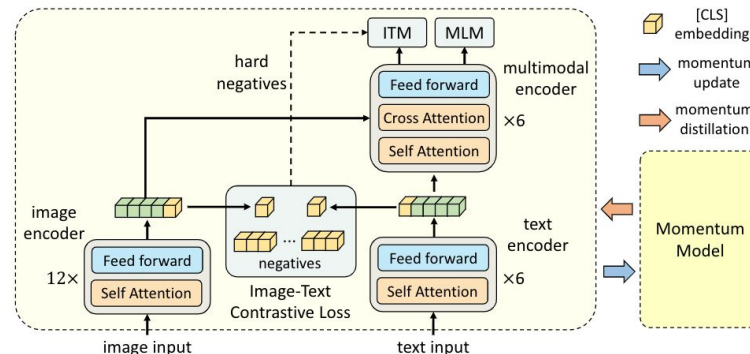 ITM
MLM
[CLS]
embedding
hard
negatives
Feed forward
Cross Attention
Self Attention
multimodal
encoder
×6
momentum
update
momentum
distillation
image
encoder
12×
Feed forward
Self Attention
...
negatives
Image-Text
Contrastive Loss
text
encoder
Feed forward
Self Attention
×6
Momentum
Model
image input
text input